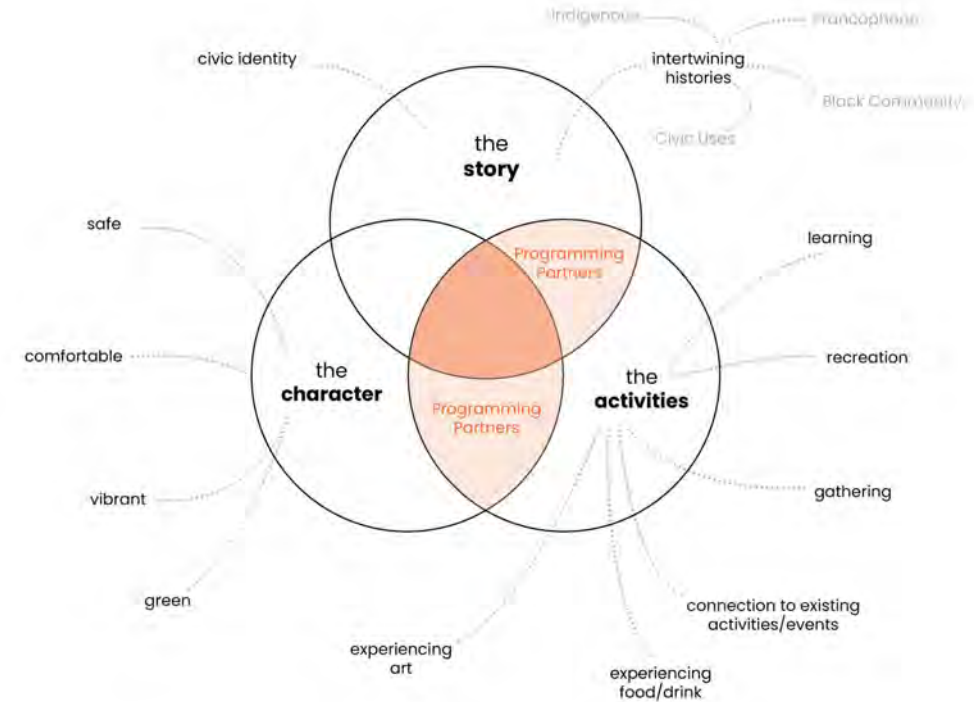 Indigenous
Francophone
civic identity
intertwining
histories
Black Community
Civic Uses
the
story
safe
learning
Programming
Partners
comfortable
recreation
the
character
the
activities
Programming
Partners
vibrant
gathering
green
connection to existing
activities/events
experiencing
art
experiencing
food/drink